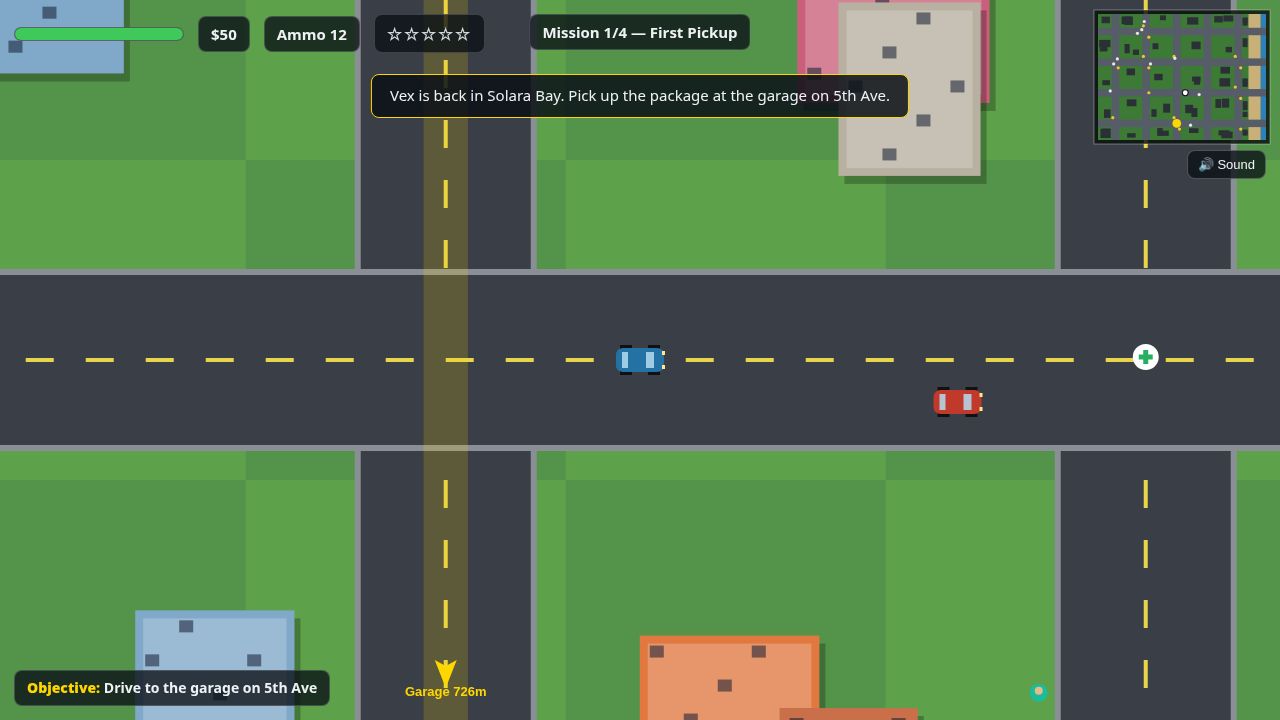 $50
Ammo 12
☆☆☆☆☆
Mission 1/4 — First Pickup
Vex is back in Solara Bay. Pick up the package at the garage on 5th Ave.
🔊 Sound
Garage 726m
Objective: Drive to the garage on 5th Ave